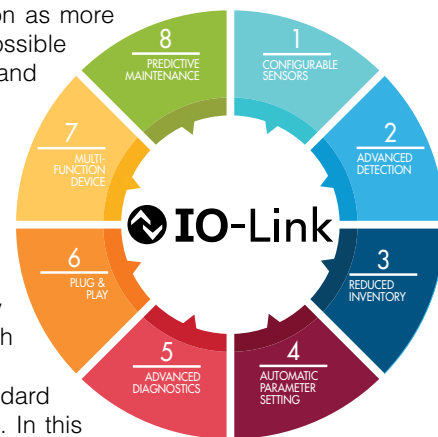 on as more
ossible
and
dard
. In this
1
CONFIGURABLE
SENSORS
2
ADVANCED
DETECTION
3
REDUCED
INVENTORY
4
AUTOMATIC
PARAMETER
SETTING
5
ADVANCED
DIAGNOSTICS
6
PLUG &
PLAY
7
MULTI-
FUNCTION
DEVICE
8
PREDICTIVE
MAINTENANCE
IO-Link